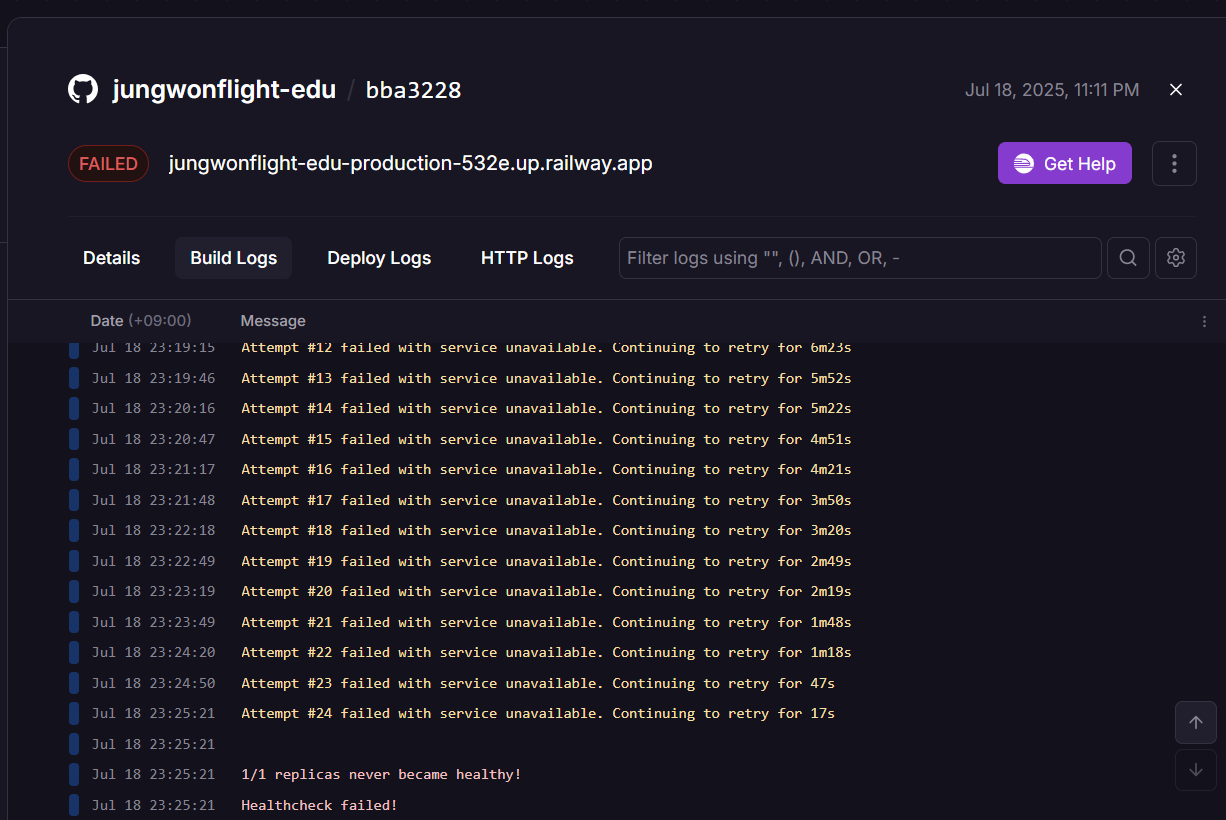 jungwonflight-edu / bba3228
Jul 18, 2025, 11:11 PM
FAILED
jungwonflight-edu-production-532e.up.railway.app
Get Help
Details
Build Logs
Deploy Logs
HTTP Logs
Filter logs using "", (), AND, OR, -
Date (+09:00) Message
Jul 18 23:19:15 Attempt #12 failed with service unavailable. Continuing to retry for 6m23s
Jul 18 23:19:46 Attempt #13 failed with service unavailable. Continuing to retry for 5m52s
Jul 18 23:20:16 Attempt #14 failed with service unavailable. Continuing to retry for 5m22s
Jul 18 23:20:47 Attempt #15 failed with service unavailable. Continuing to retry for 4m51s
Jul 18 23:21:17 Attempt #16 failed with service unavailable. Continuing to retry for 4m21s
Jul 18 23:21:48 Attempt #17 failed with service unavailable. Continuing to retry for 3m50s
Jul 18 23:22:18 Attempt #18 failed with service unavailable. Continuing to retry for 3m20s
Jul 18 23:22:49 Attempt #19 failed with service unavailable. Continuing to retry for 2m49s
Jul 18 23:23:19 Attempt #20 failed with service unavailable. Continuing to retry for 2m19s
Jul 18 23:23:49 Attempt #21 failed with service unavailable. Continuing to retry for 1m48s
Jul 18 23:24:20 Attempt #22 failed with service unavailable. Continuing to retry for 1m18s
Jul 18 23:24:50 Attempt #23 failed with service unavailable. Continuing to retry for 47s
Jul 18 23:25:21 Attempt #24 failed with service unavailable. Continuing to retry for 17s
Jul 18 23:25:21
Jul 18 23:25:21 1/1 replicas never became healthy!
Jul 18 23:25:21 Healthcheck failed!